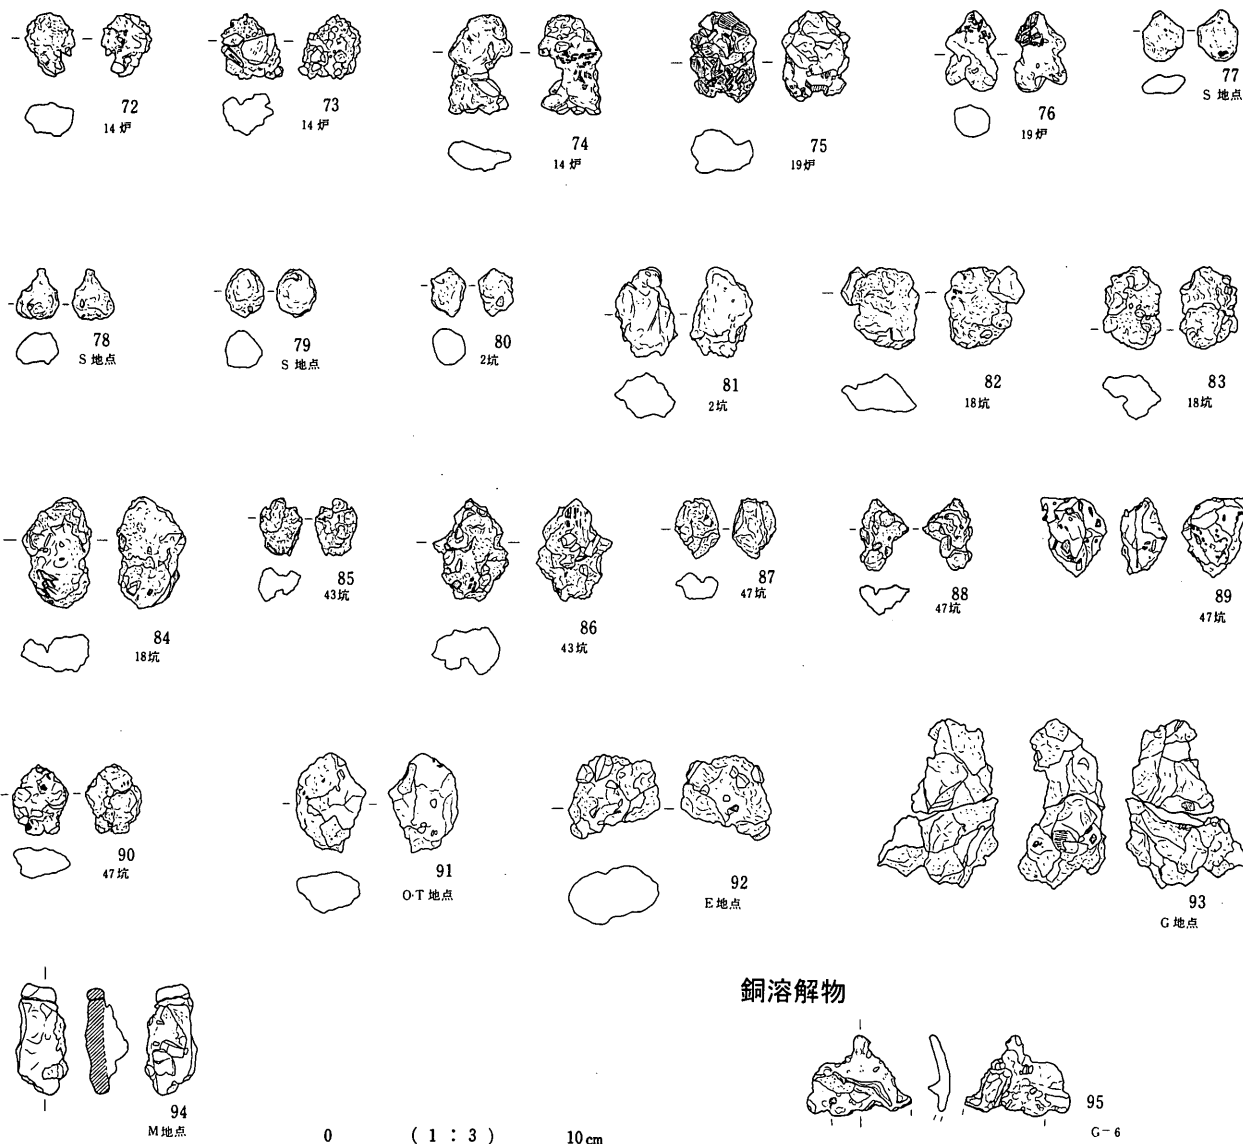 72
14炉
73
14炉
74
14炉
75
19炉
76
19炉
77
S地点
78
S地点
79
S地点
80
2坑
81
2坑
82
18坑
83
18坑
84
18坑
85
43坑
86
43坑
87
47坑
88
47坑
89
47坑
90
47坑
91
O·T地点
92
E地点
93
G地点
94
M地点
銅溶解物
95
G-6
0 (1:3) 10cm